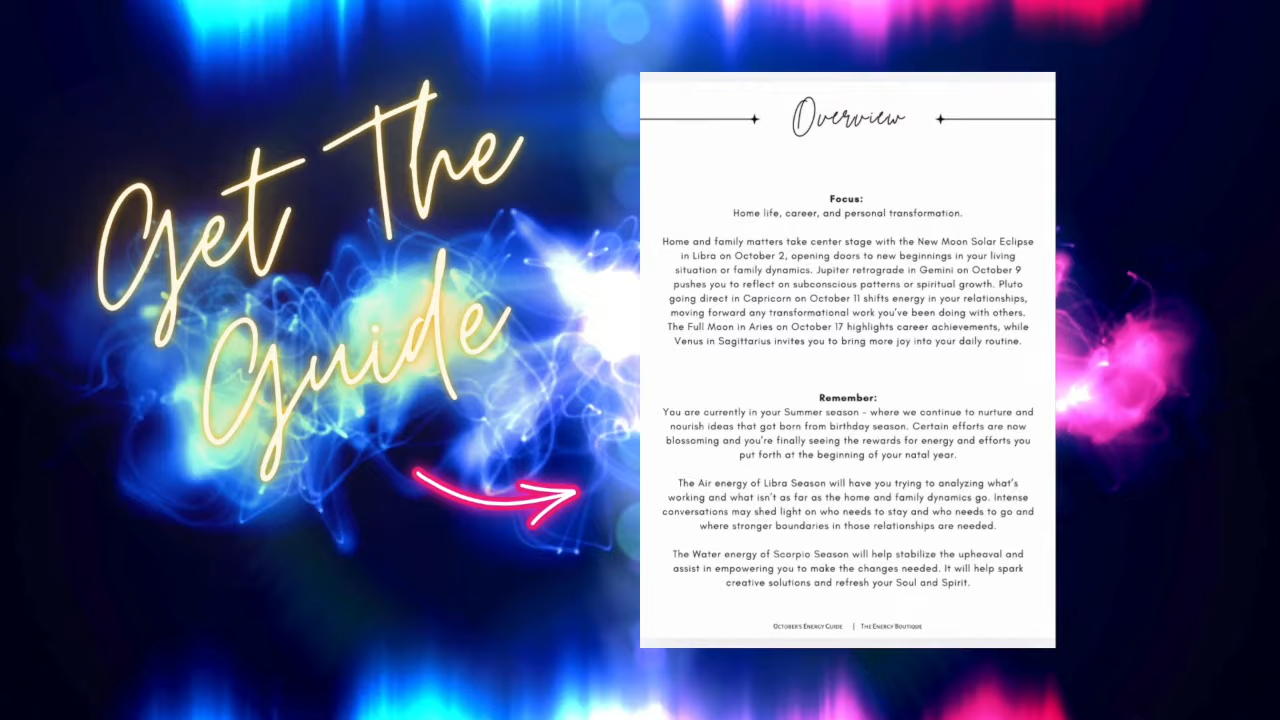 Get The
Guide
Overview
Focus:
Home life, career, and personal transformation.
Home and family matters take center stage with the New Moon Solar Eclipse
in Libra on October 2, opening doors to new beginnings in your living
situation or family dynamics. Jupiter retrograde in Gemini on October 9
pushes you to reflect on subconscious patterns or spiritual growth. Pluto
going direct in Capricorn on October 11 shifts energy in your relationships,
moving forward any transformational work you've been doing with others.
The Full Moon in Aries on October 17 highlights career achievements, while
Venus in Sagittarius invites you to bring more joy into your daily routine.
Remember:
You are currently in your Summer season - where we continue to nurture and
nourish ideas that got born from birthday season. Certain efforts are now
blossoming and you're finally seeing the rewards for energy and efforts you
put forth at the beginning of your natal year.
The Air energy of Libra Season will have you trying to analyzing what's
working and what isn't as far as the home and family dynamics go. Intense
conversations may shed light on who needs to stay and who needs to go and
where stronger boundaries in those relationships are needed.
The Water energy of Scorpio Season will help stabilize the upheaval and
assist in empowering you to make the changes needed. It will help spark
creative solutions and refresh your Soul and Spirit.
October's Energy Guide | The Energy Boutique